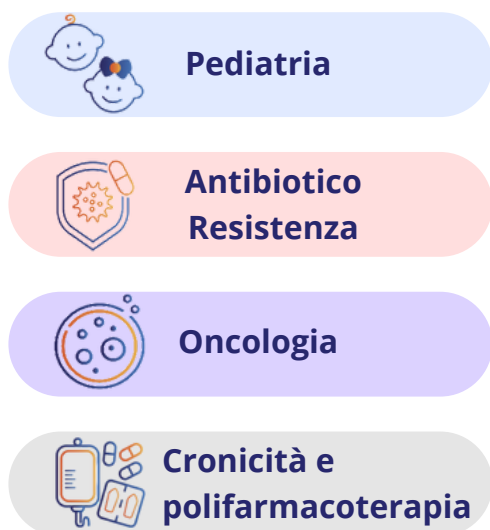 Pediatria
Antibiotico
Resistenza
Oncologia
Cronicità e
polifarmacoterapia